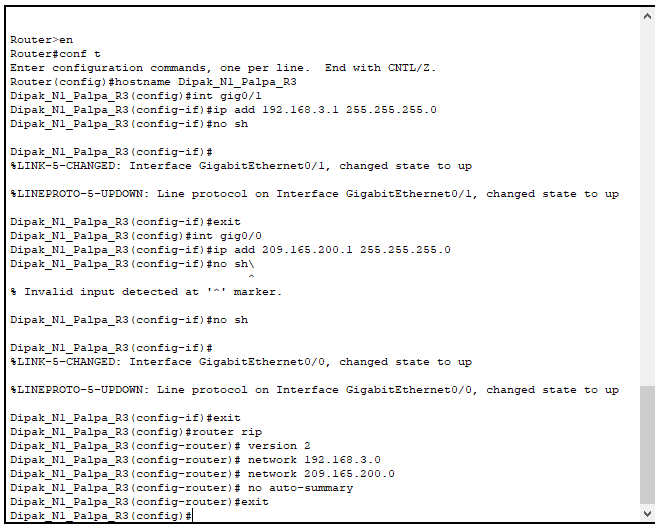 Router>en
Router#conf t
Enter configuration commands, one per line.  End with CNTL/Z.
Router(config)#hostname Dipak_N1_Palpa_R3
Dipak_N1_Palpa_R3(config)#int gig0/1
Dipak_N1_Palpa_R3(config-if)#ip add 192.168.3.1 255.255.255.0
Dipak_N1_Palpa_R3(config-if)#no sh
Dipak_N1_Palpa_R3(config-if)#
%LINK-5-CHANGED: Interface GigabitEthernet0/1, changed state to up
%LINEPROTO-5-UPDOWN: Line protocol on Interface GigabitEthernet0/1, changed state to up
Dipak_N1_Palpa_R3(config-if)#exit
Dipak_N1_Palpa_R3(config)#int gig0/0
Dipak_N1_Palpa_R3(config-if)#ip add 209.165.200.1 255.255.255.0
Dipak_N1_Palpa_R3(config-if)#no sh\
^
% Invalid input detected at '^' marker.
Dipak_N1_Palpa_R3(config-if)#no sh
Dipak_N1_Palpa_R3(config-if)#
%LINK-5-CHANGED: Interface GigabitEthernet0/0, changed state to up
%LINEPROTO-5-UPDOWN: Line protocol on Interface GigabitEthernet0/0, changed state to up
Dipak_N1_Palpa_R3(config-if)#exit
Dipak_N1_Palpa_R3(config)#router rip
Dipak_N1_Palpa_R3(config-router)# version 2
Dipak_N1_Palpa_R3(config-router)# network 192.168.3.0
Dipak_N1_Palpa_R3(config-router)# network 209.165.200.0
Dipak_N1_Palpa_R3(config-router)# no auto-summary
Dipak_N1_Palpa_R3(config-router)#exit
Dipak_N1_Palpa_R3(config)#